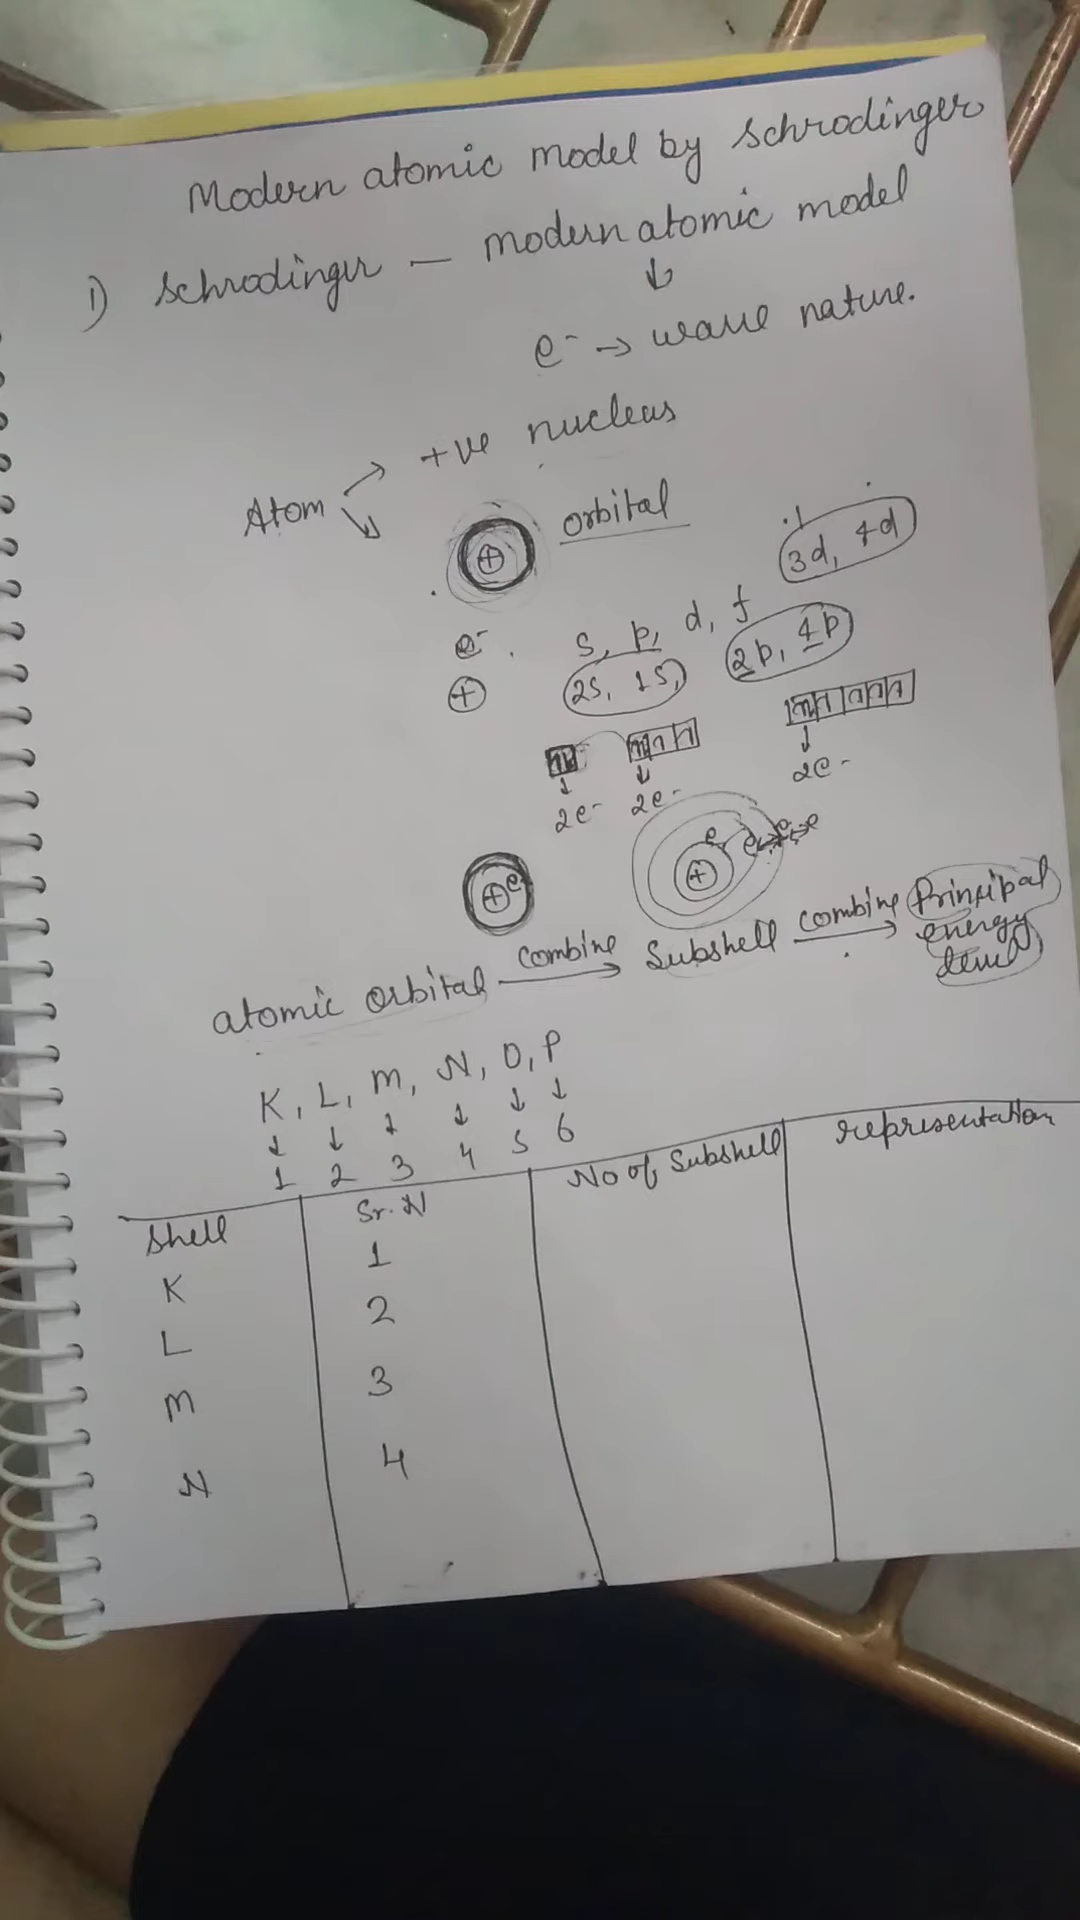 Modern atomic model by schrodinger
1) schrodinger — modern atomic model
↓
e⁻ → wave nature.
Atom → +ve nucleus
orbital
+
3d, 4d
e⁻ s, p, d, f
+ 2s, 1s, 2p, 4p
2e⁻ 2e⁻ 2e⁻
+ e + e
atomic orbital combine → Subshell combine → Prinsipal
energy
K, L, M, N, O, P
↓ ↓ ↓ ↓ ↓ ↓
1 2 3 4 5 6
Shell Sr. N No of Subshell representation
K 1
L 2
M 3
N 4